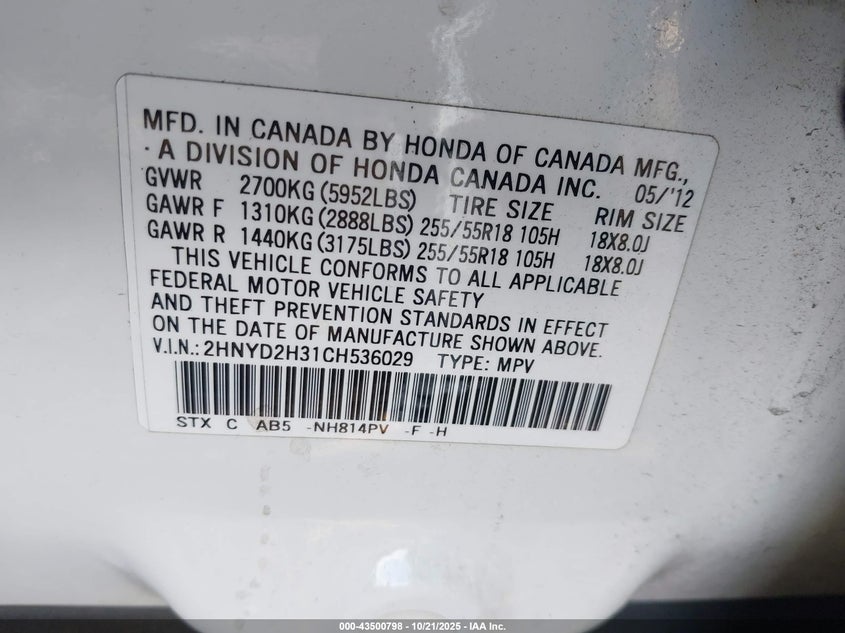 MFD. IN CANADA BY HONDA OF CANADA MFG.,
A DIVISION OF HONDA CANADA INC. 05/'12
GVWR 2700KG (5952LBS) TIRE SIZE RIM SIZE
GAWR F 1310KG (2888LBS) 255/55R18 105H 18X8.0J
GAWR R 1440KG (3175LBS) 255/55R18 105H 18X8.0J
THIS VEHICLE CONFORMS TO ALL APPLICABLE
FEDERAL MOTOR VEHICLE SAFETY
AND THEFT PREVENTION STANDARDS IN EFFECT
ON THE DATE OF MANUFACTURE SHOWN ABOVE.
V.I.N.: 2HNYD2H31CH536029 TYPE: MPV
STX C AB5 -NH814PV -F -H
000-43500798 - 10/21/2025 - IAA Inc.